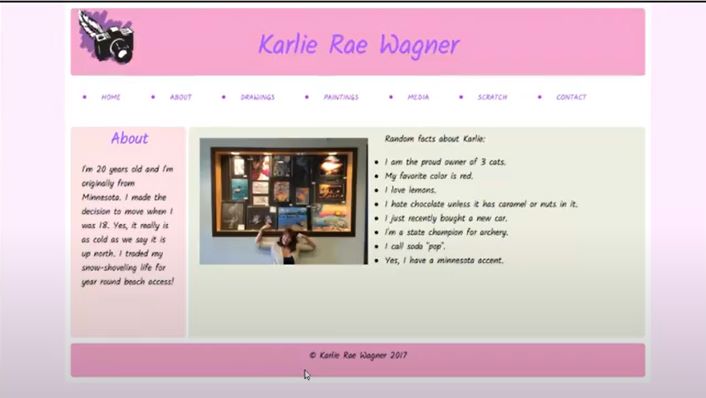 Karlie Rae Wagner
HOME ABOUT DRAWINGS PAINTINGS MEDIA SCRATCH CONTACT
About
I'm 20 years old and I'm
originally from
Minnesota. I made the
decision to move when I
was 18. Yes, it really is
as cold as we say it is
up north. I traded my
snow-shoveling life for
year round beach access!
Random facts about Karlie:
I am the proud owner of 3 cats.
My favorite color is red.
I love lemons.
I hate chocolate unless it has caramel or nuts in it.
I just recently bought a new car.
I'm a state champion for archery.
I call soda "pop".
Yes, I have a minnesota accent.
© Karlie Rae Wagner 2017